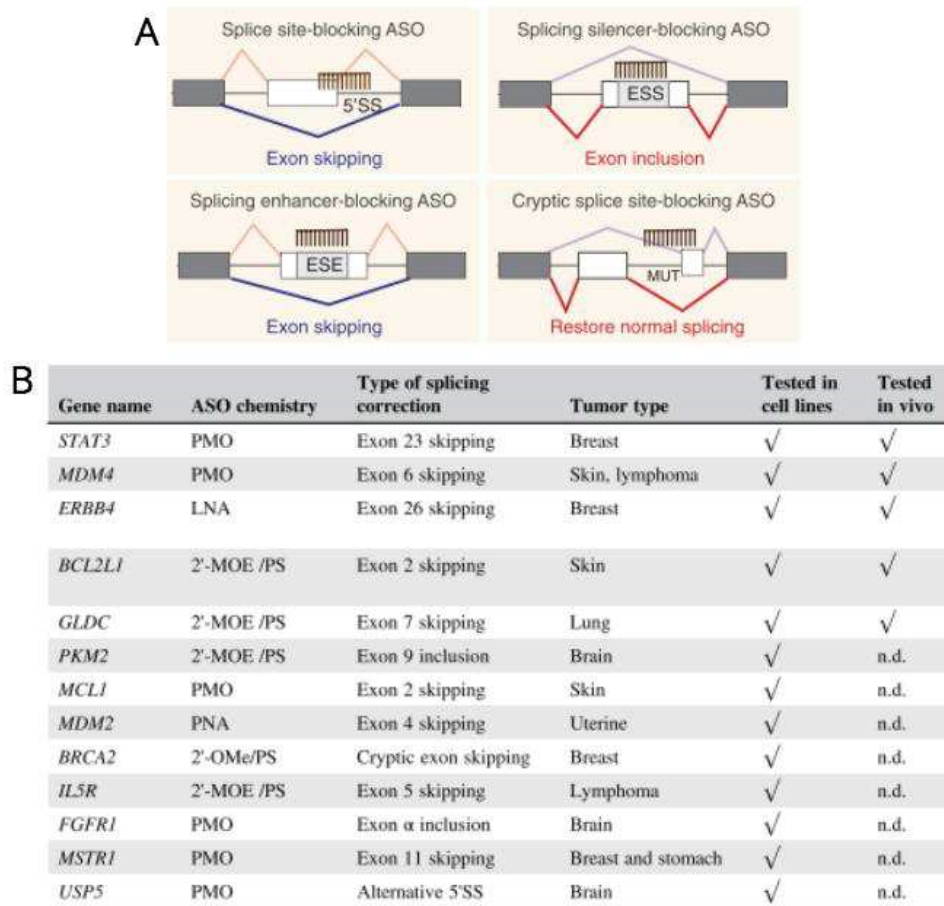 A
Splice site-blocking ASO
5'SS
Exon skipping
Splicing silencer-blocking ASO
ESS
Exon inclusion
Splicing enhancer-blocking ASO
ESE
Exon skipping
Cryptic splice site-blocking ASO
MUT
Restore normal splicing
B
Gene name ASO chemistry Type of splicing correction Tumor type Tested in cell lines Tested in vivo
STAT3 PMO Exon 23 skipping Breast √ √
MDM4 PMO Exon 6 skipping Skin, lymphoma √ √
ERBB4 LNA Exon 26 skipping Breast √ √
BCL2L1 2'-MOE /PS Exon 2 skipping Skin √ √
GLDC 2'-MOE /PS Exon 7 skipping Lung √ √
PKM2 2'-MOE /PS Exon 9 inclusion Brain √ n.d.
MCL1 PMO Exon 2 skipping Skin √ n.d.
MDM2 PNA Exon 4 skipping Uterine √ n.d.
BRCA2 2'-OMe/PS Cryptic exon skipping Breast √ n.d.
IL5R 2'-MOE /PS Exon 5 skipping Lymphoma √ n.d.
FGFR1 PMO Exon α inclusion Brain √ n.d.
MSTR1 PMO Exon 11 skipping Breast and stomach √ n.d.
USP5 PMO Alternative 5'SS Brain √ n.d.